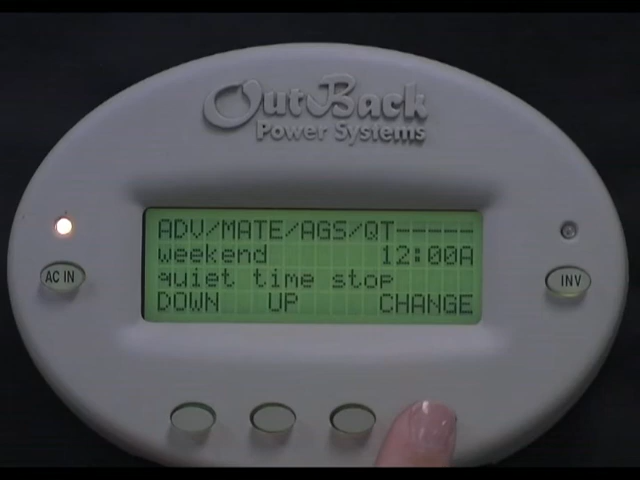 OutBack
Power Systems
ADV/MATE/AGS/QT-----
weekend 12:00A
quiet time stop
DOWN UP CHANGE
AC IN
INV